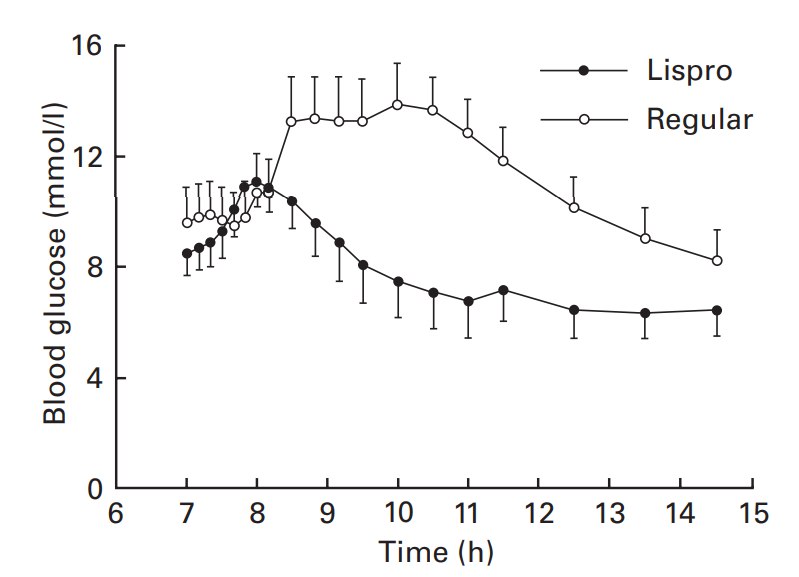 16
12
8
4
0
Blood glucose (mmol/l)
Lispro
Regular
6 7 8 9 10 11 12 13 14 15
Time (h)